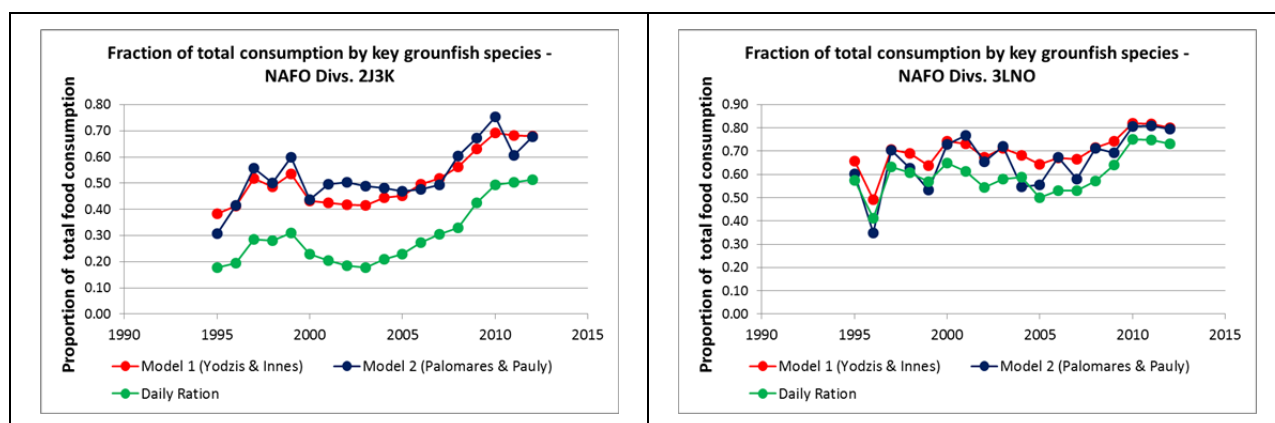 Fraction of total consumption by key grounfish species -
NAFO Divs. 2J3K
Proportion of total food consumption
0.80
0.70
0.60
0.50
0.40
0.30
0.20
0.10
0.00
1990 1995 2000 2005 2010 2015
Model 1 (Yodzis & Innes) Model 2 (Palomares & Pauly)
Daily Ration
Fraction of total consumption by key grounfish species -
NAFO Divs. 3LNO
Proportion of total food consumption
0.90
0.80
0.70
0.60
0.50
0.40
0.30
0.20
0.10
0.00
1990 1995 2000 2005 2010 2015
Model 1 (Yodzis & Innes) Model 2 (Palomares & Pauly)
Daily Ration